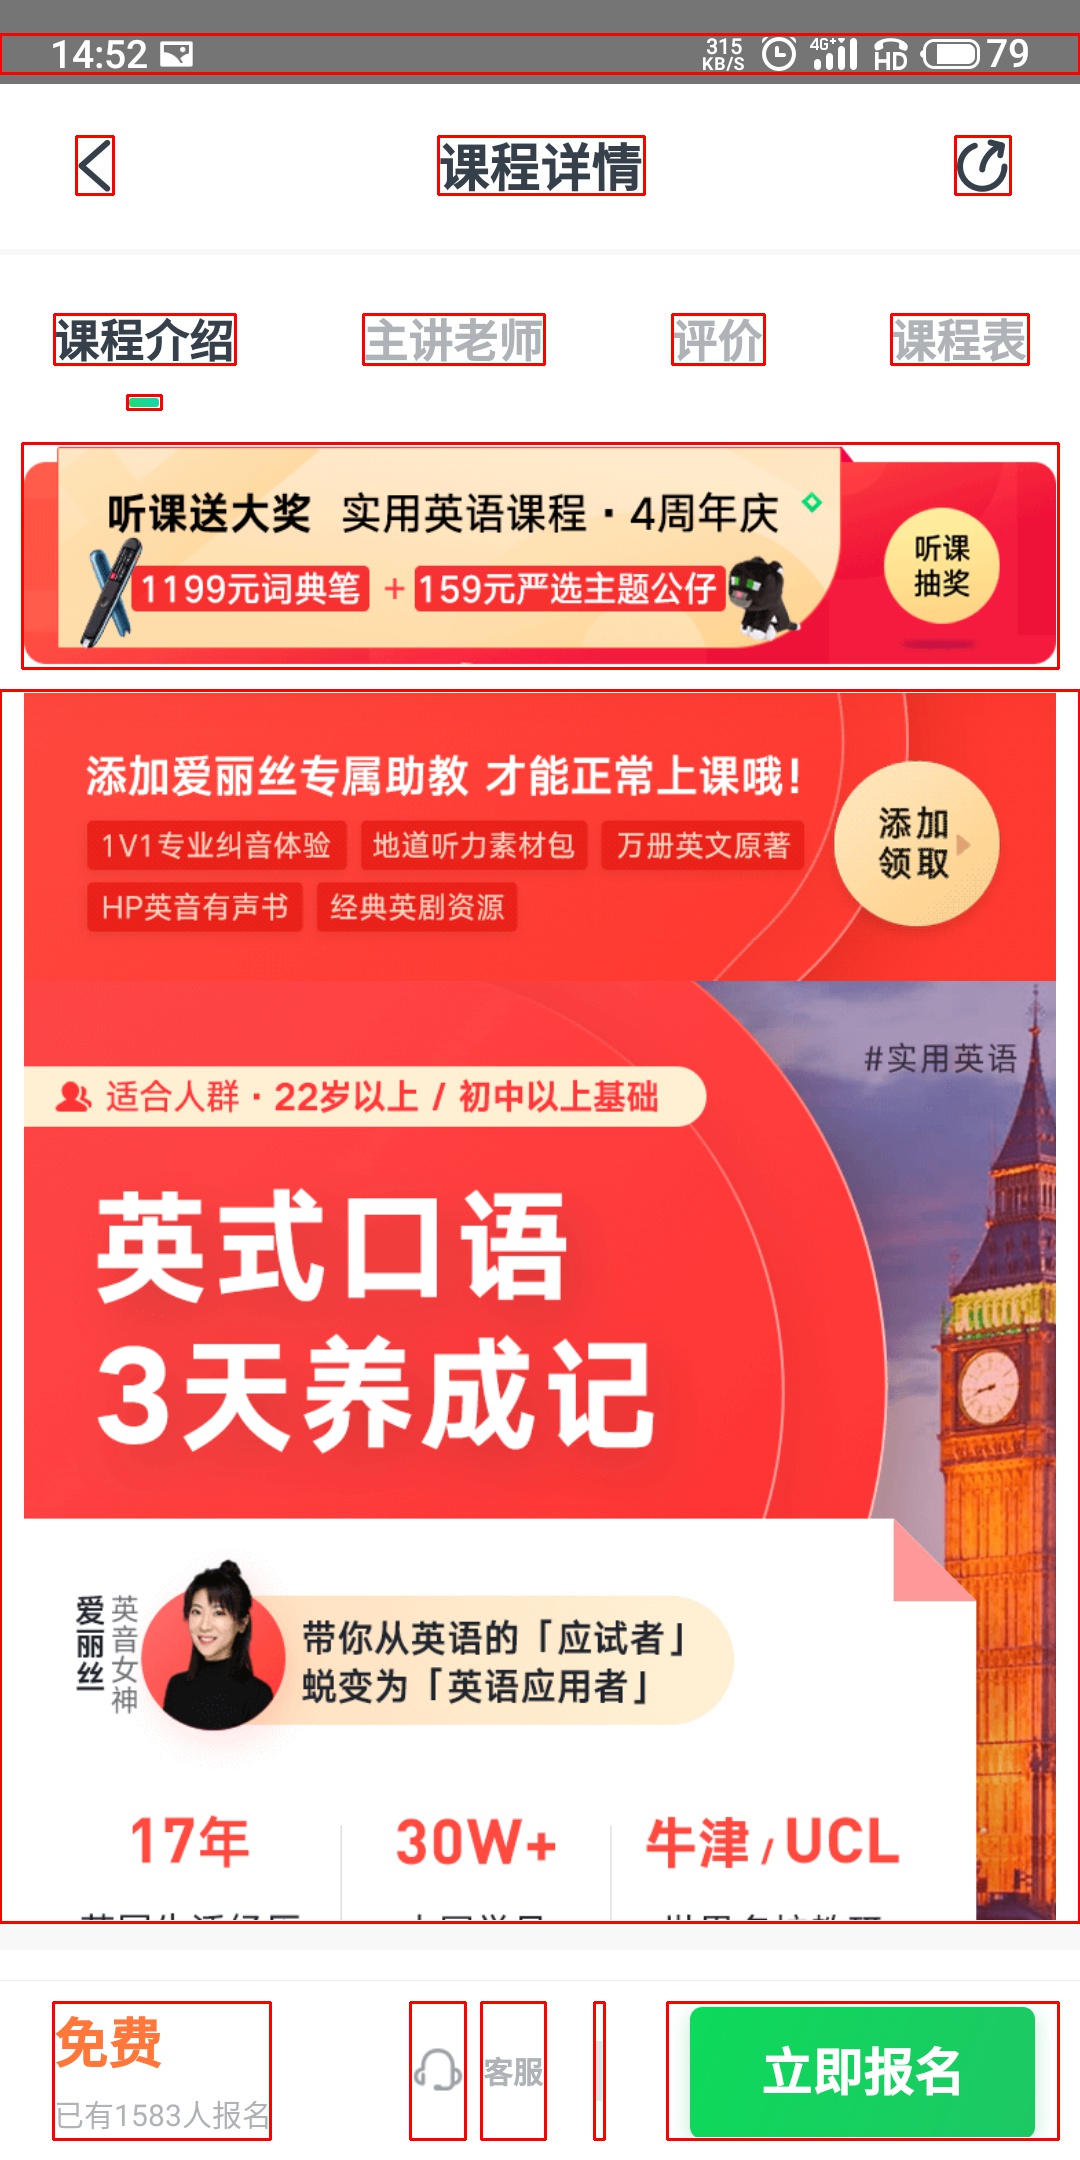 14:52
315 KB/S 4G+ HD 79
课程详情
课程介绍 主讲老师 评价 课程表
听课送大奖 实用英语课程·4周年庆
1199元词典笔 + 159元严选主题公仔
听课
抽奖
添加爱丽丝专属助教 才能正常上课哦!
1V1专业纠音体验 地道听力素材包 万册英文原著
HP英音有声书 经典英剧资源
添加
领取
#实用英语
适合人群·22岁以上 / 初中以上基础
英式口语
3天养成记
爱丽丝
英音女神
带你从英语的「应试者」
蜕变为「英语应用者」
17年 30W+ 牛津 / UCL
免费
已有1583人报名
客服
立即报名